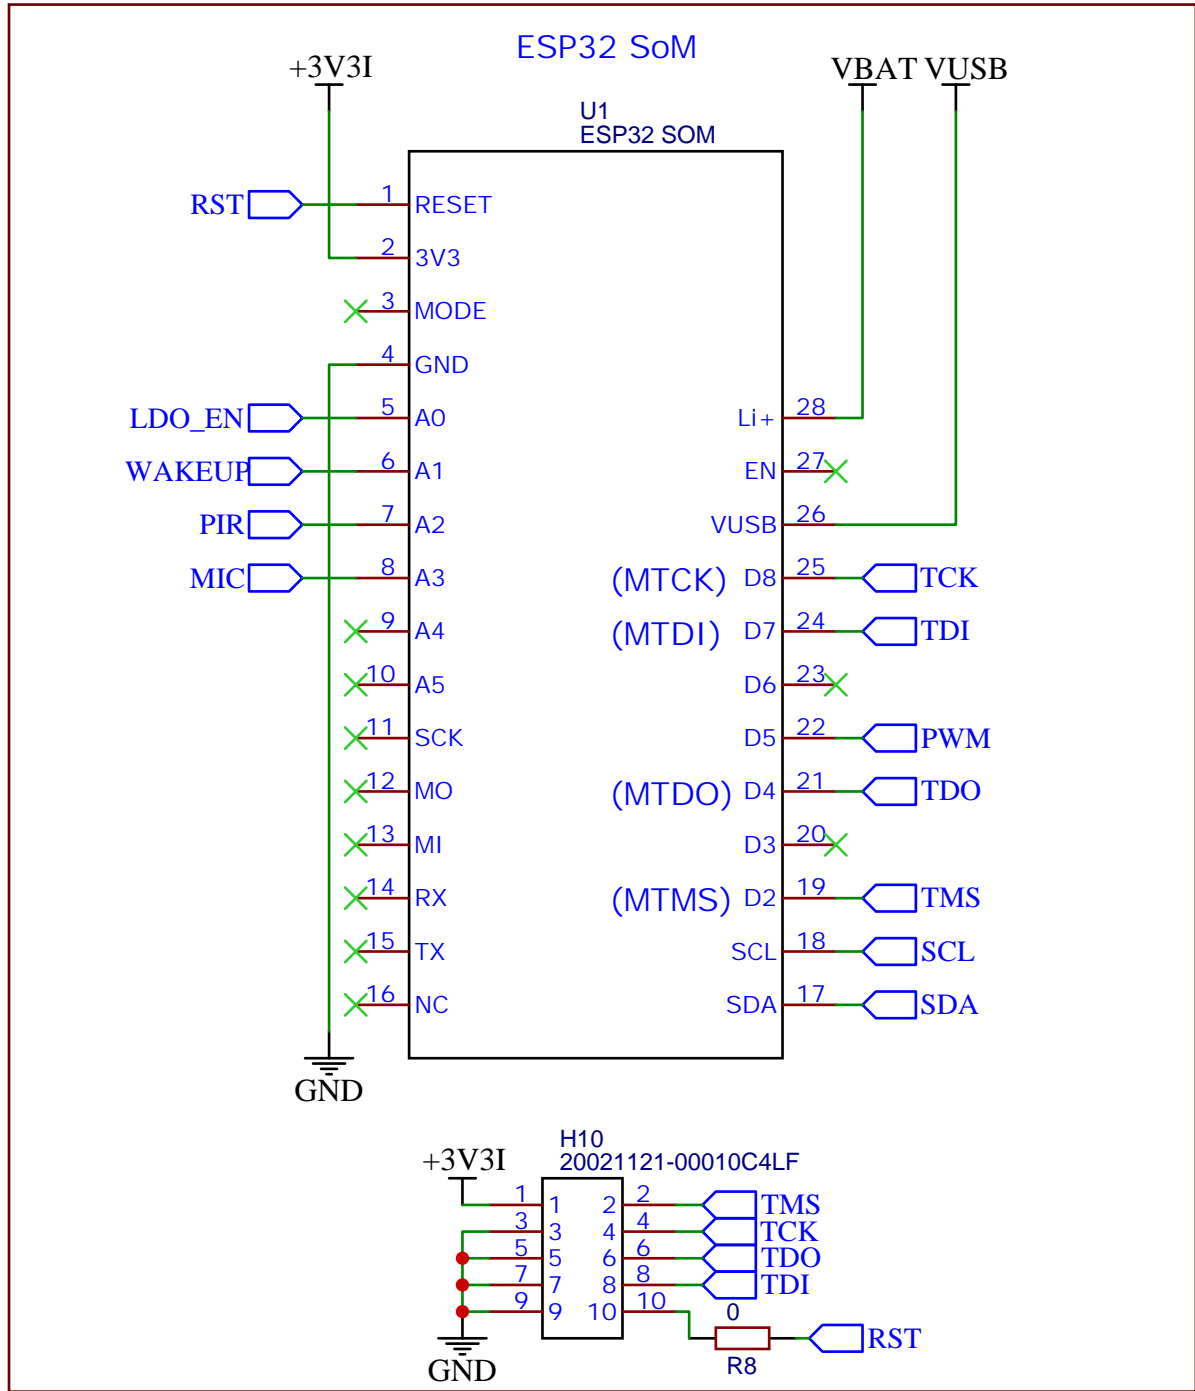 ESP32 SoM
+3V3I
VBAT VUSB
U1
ESP32 SOM
RST 1 RESET
2 3V3
3 MODE
4 GND
LDO_EN 5 A0 Li+ 28
WAKEUP 6 A1 EN 27
PIR 7 A2 VUSB 26
MIC 8 A3 (MTCK) D8 25 TCK
9 A4 (MTDI) D7 24 TDI
10 A5 D6 23
11 SCK D5 22 PWM
12 MO (MTDO) D4 21 TDO
13 MI D3 20
14 RX (MTMS) D2 19 TMS
15 TX SCL 18 SCL
16 NC SDA 17 SDA
GND
H10
20021121-00010C4LF
+3V3I
1 1 2 2 TMS
3 3 4 4 TCK
5 5 6 6 TDO
7 7 8 8 TDI
9 9 10 10
0
RST
R8
GND